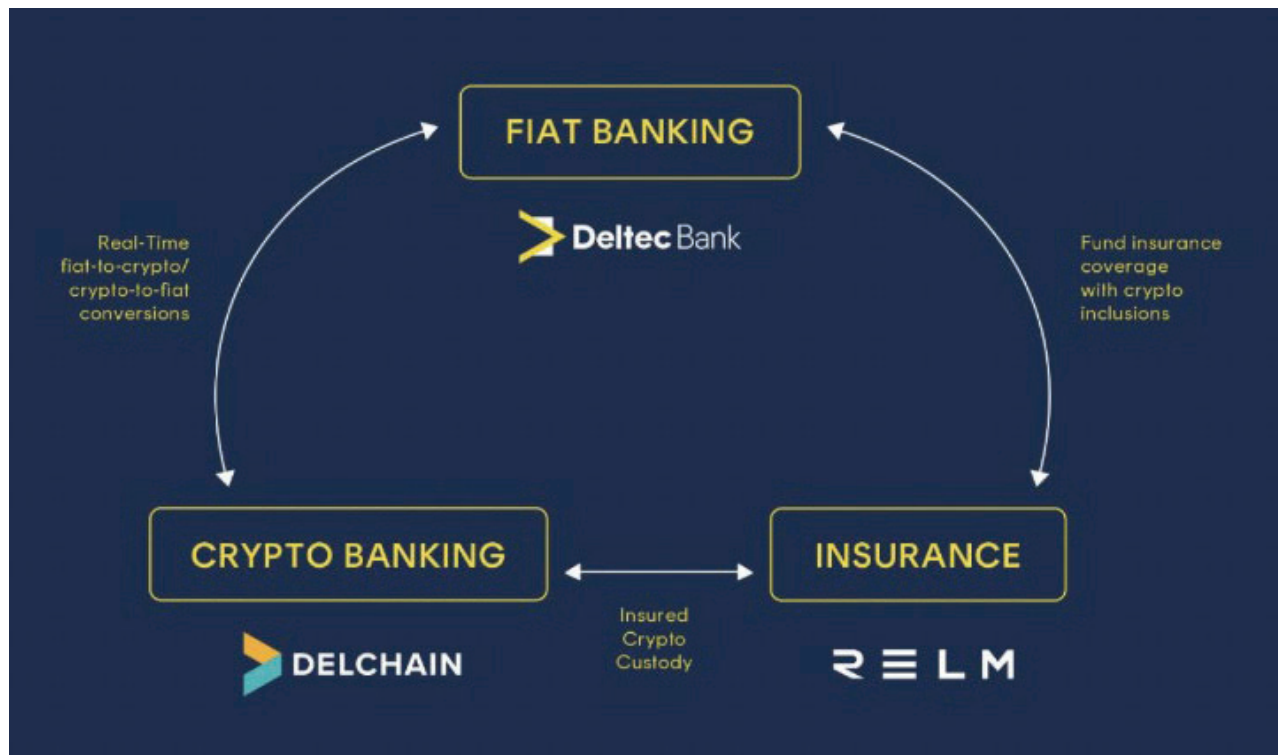 FIAT BANKING
Deltec Bank
Real-Time
fiat-to-crypto/
crypto-to-fiat
conversions
Fund insurance
coverage
with crypto
inclusions
CRYPTO BANKING
INSURANCE
Insured
Crypto
Custody
DELCHAIN
RELM